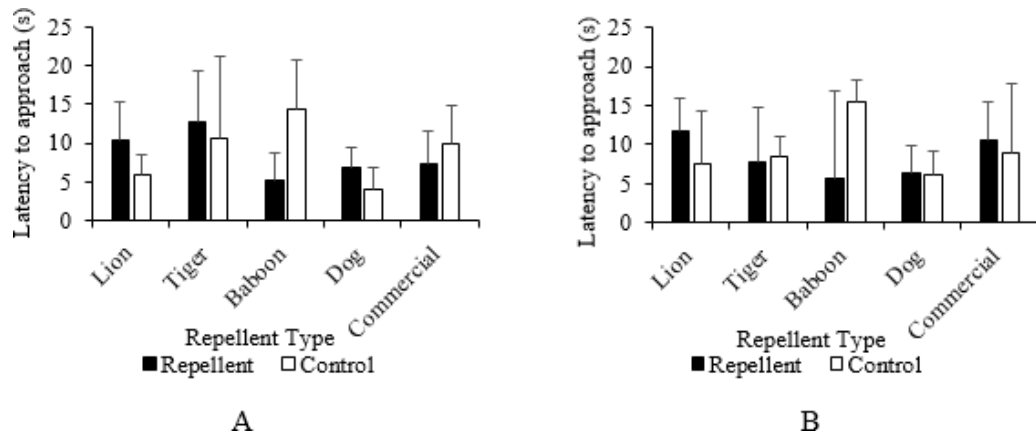 Latency to approach (s)
25
20
15
10
5
0
Lion
Tiger
Baboon
Dog
Commercial
Repellent Type
Repellent Control
A
Latency to approach (s)
25
20
15
10
5
0
Lion
Tiger
Baboon
Dog
Commercial
Repellent Type
Repellent Control
B